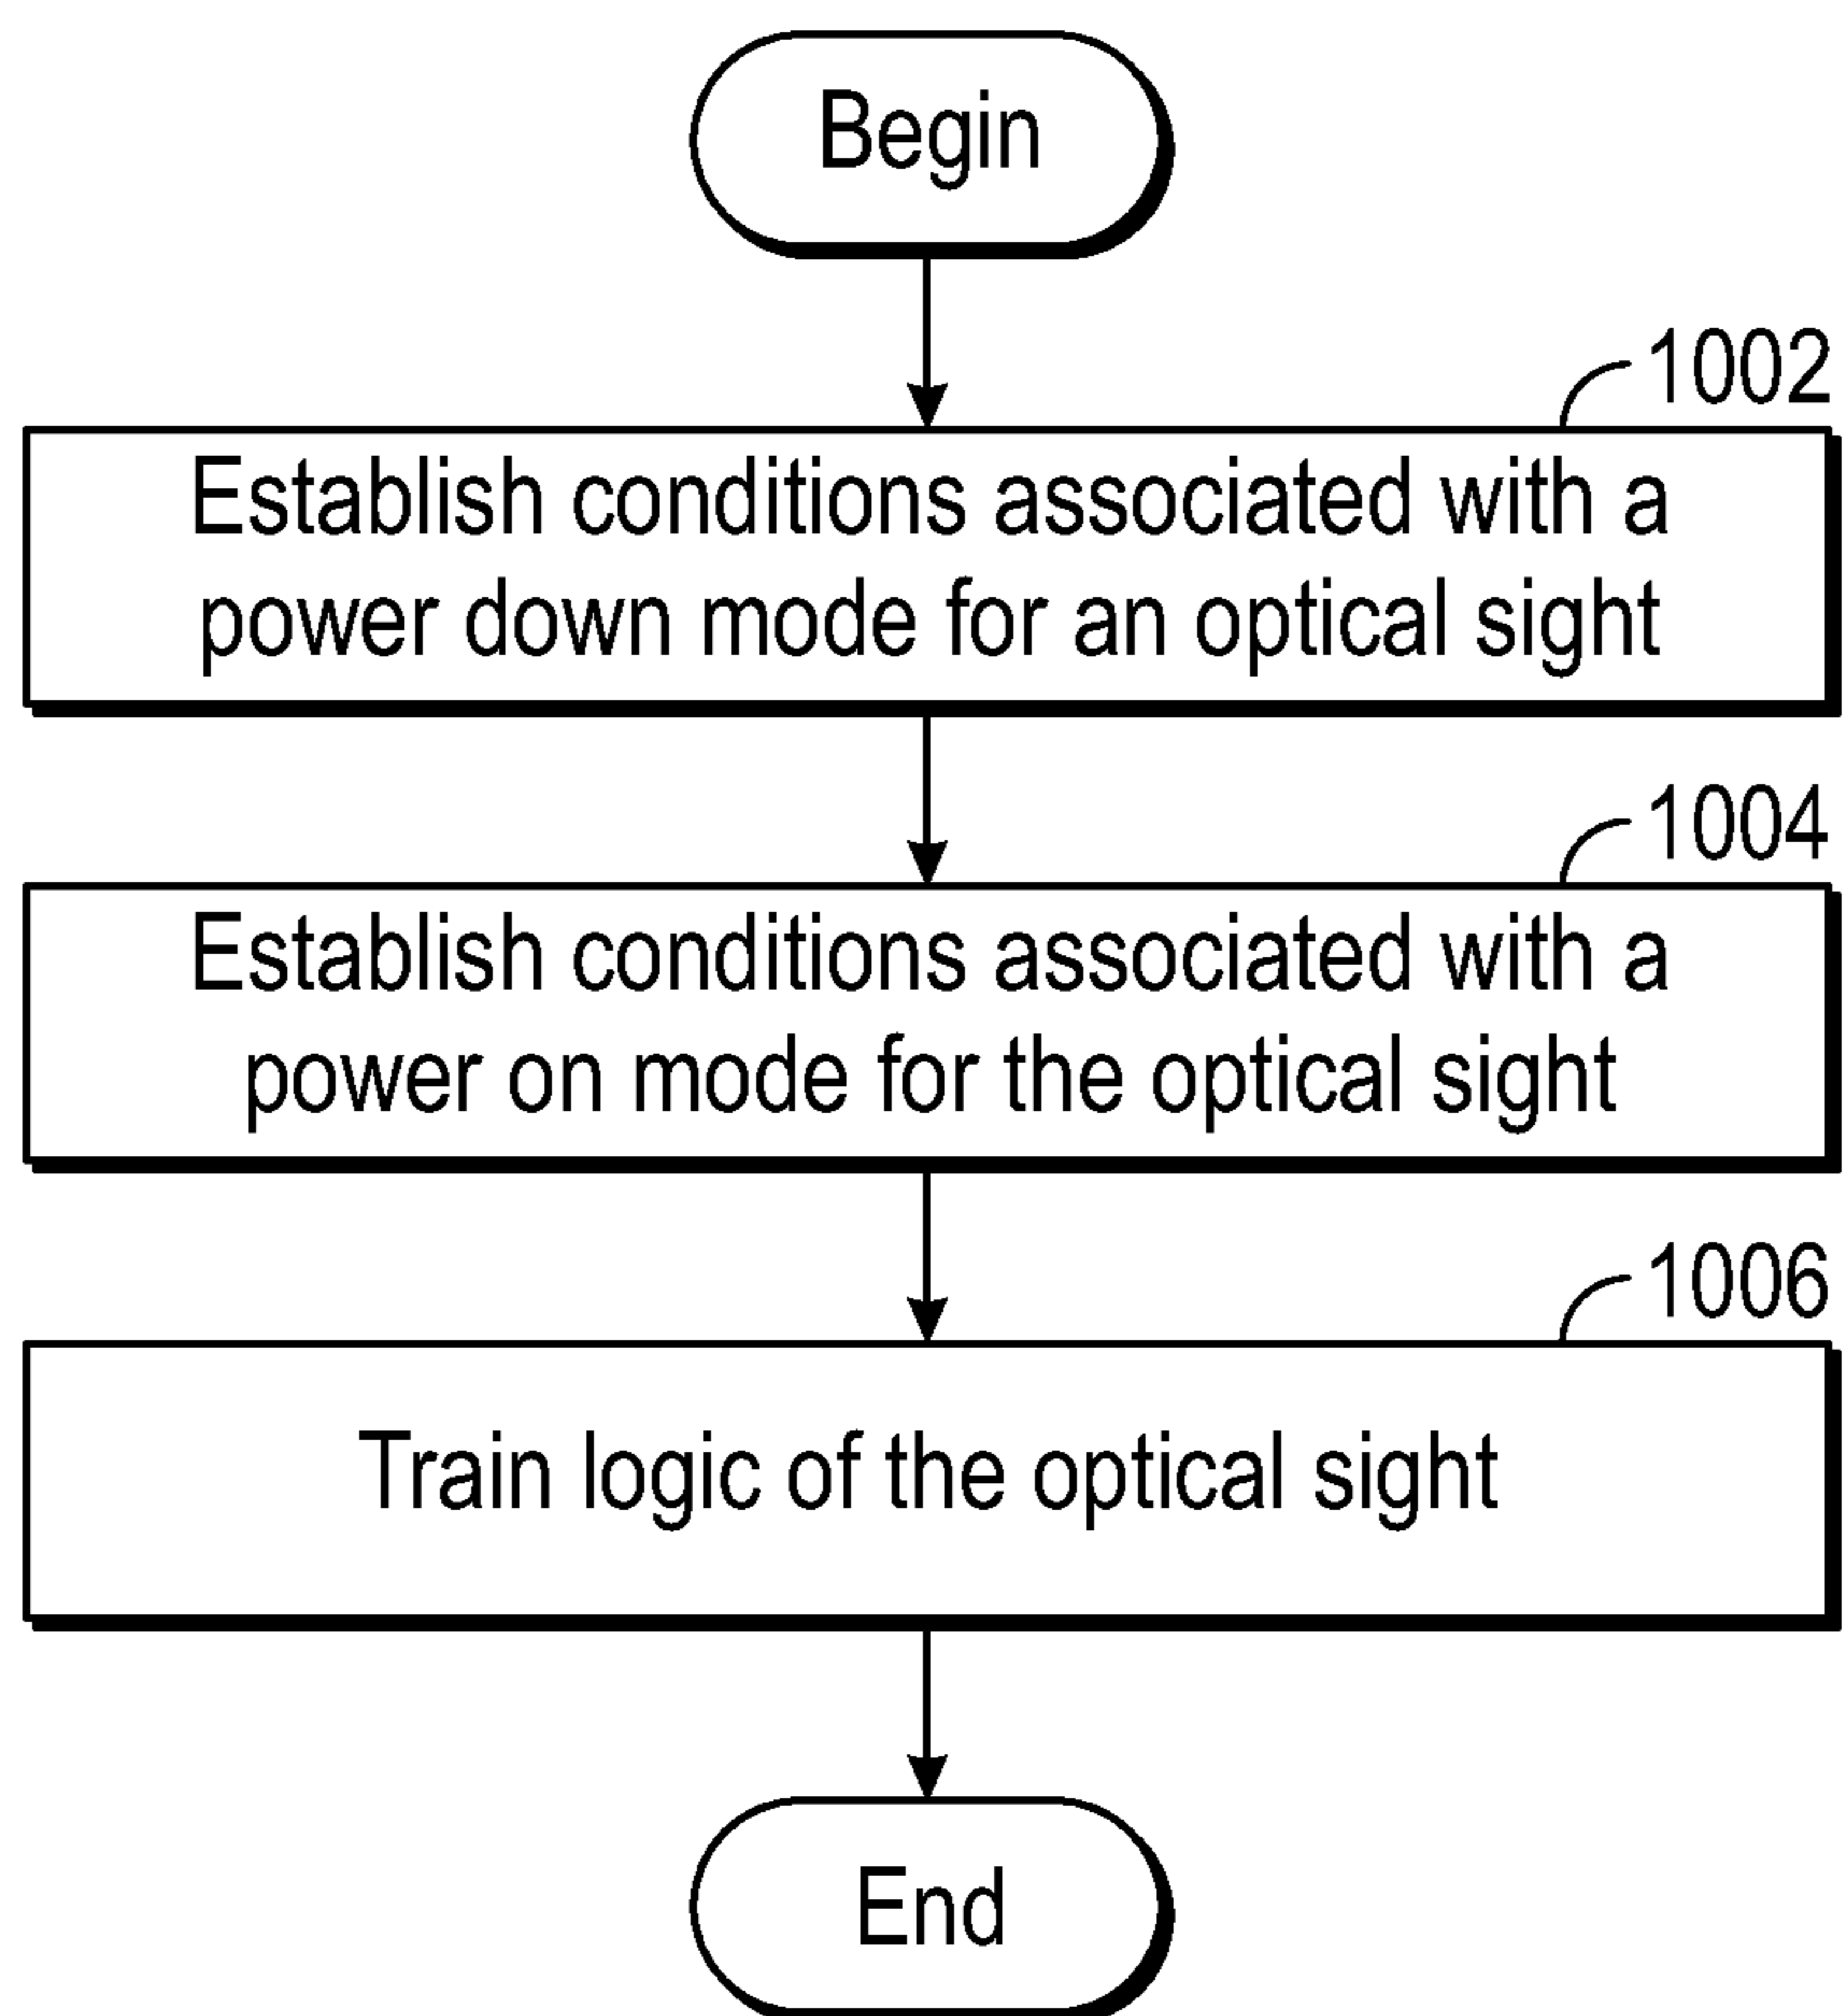 Begin
1002
Establish conditions associated with a
power down mode for an optical sight
1004
Establish conditions associated with a
power on mode for the optical sight
1006
Train logic of the optical sight
End